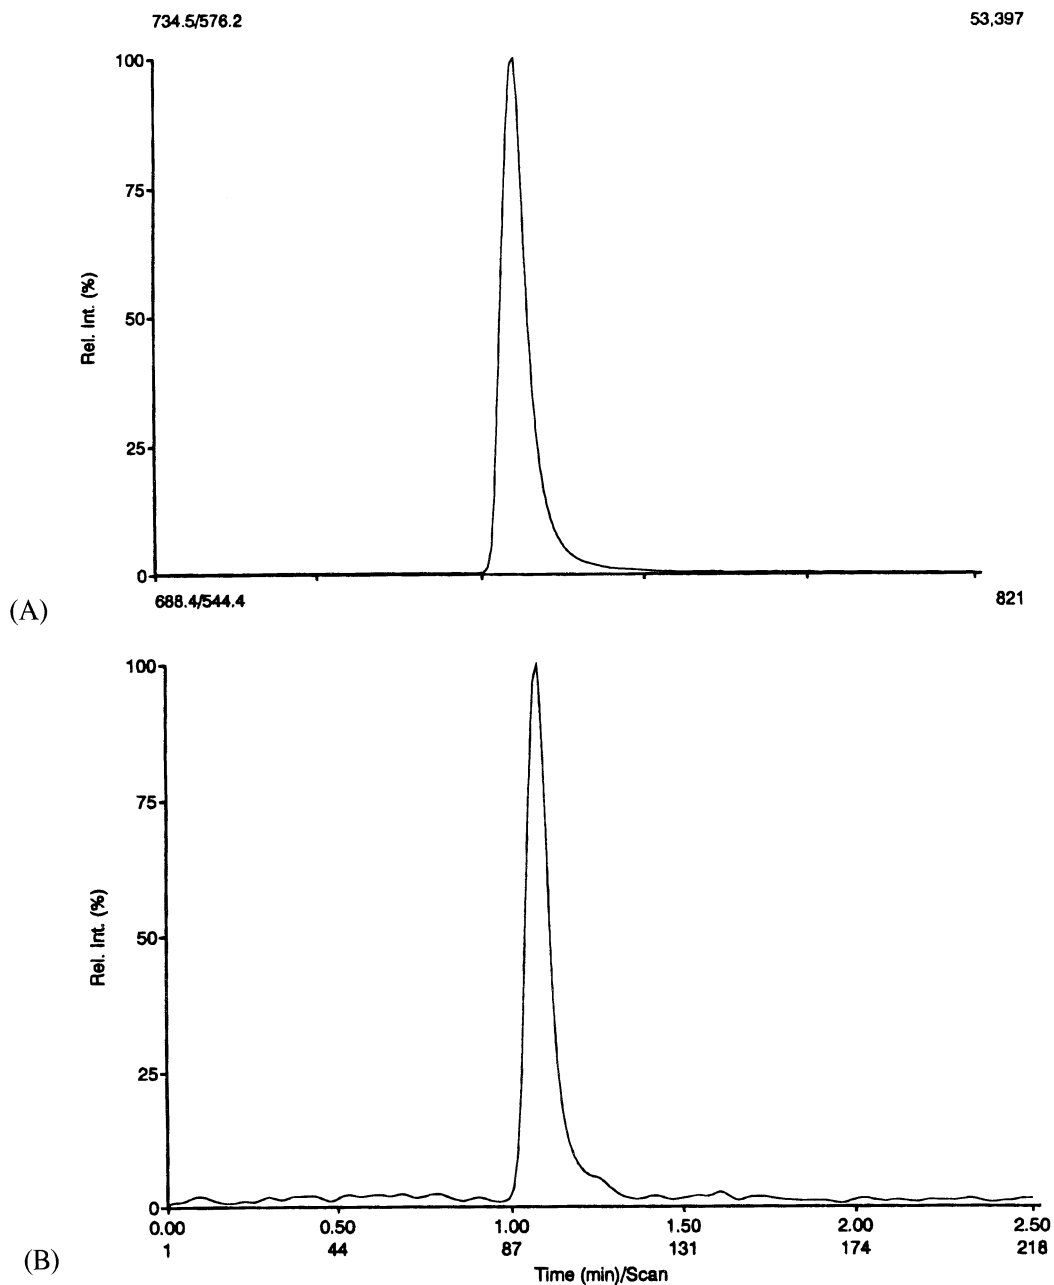 734.5/576.2 53,397
100
75
50
25
0
Rel. Int. (%)
(A)
688.4/544.4 821
100
75
50
25
0
Rel. Int. (%)
0.00 0.50 1.00 1.50 2.00 2.50
1 44 87 131 174 218
Time (min)/Scan
(B)